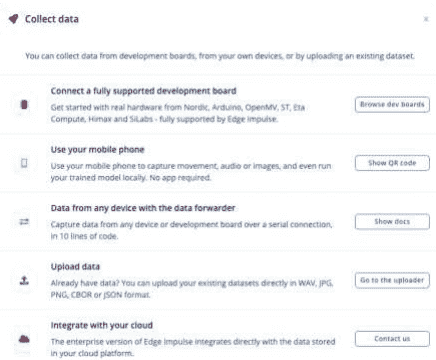 Collect data
×
You can collect data from development boards, from your own devices, or by uploading an existing dataset.
Connect a fully supported development board
Get started with real hardware from Nordic, Arduino, OpenMV, ST, Eta
Compute, Himax and SiLabs - fully supported by Edge Impulse.
Browse dev boards
Use your mobile phone
Use your mobile phone to capture movement, audio or images, and even run
your trained model locally. No app required.
Show QR code
Data from any device with the data forwarder
Capture data from any device or development board over a serial connection,
in 10 lines of code.
Show docs
Upload data
Already have data? You can upload your existing datasets directly in WAV, JPG,
PNG, CBOR or JSON format.
Go to the uploader
Integrate with your cloud
The enterprise version of Edge Impulse integrates directly with the data stored
in your cloud platform.
Contact us